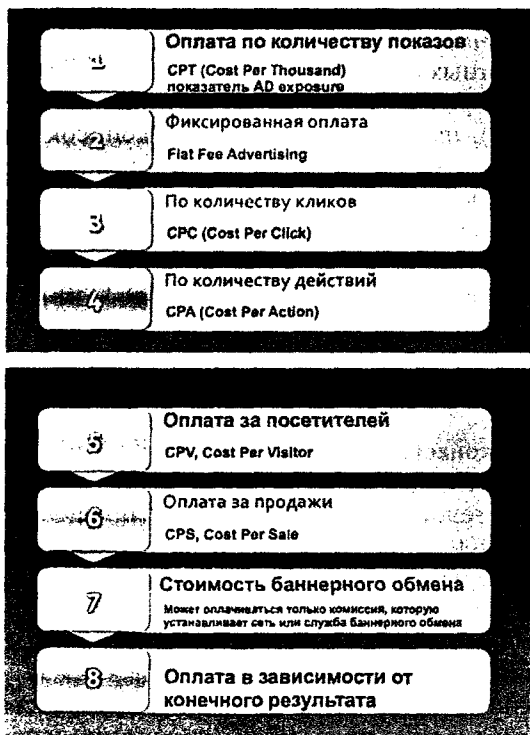 1
Оплата по количеству показов
CPT (Cost Per Thousand)
показатель AD exposure
2
Фиксированная оплата
Flat Fee Advertising
3
По количеству кликов
CPC (Cost Per Click)
4
По количеству действий
CPA (Cost Per Action)
5
Оплата за посетителей
CPV, Cost Per Visitor
6
Оплата за продажи
CPS, Cost Per Sale
7
Стоимость баннерного обмена
Может оплачиваться только комиссия, которую
устанавливает сеть или служба баннерного обмена
8
Оплата в зависимости от
конечного результата